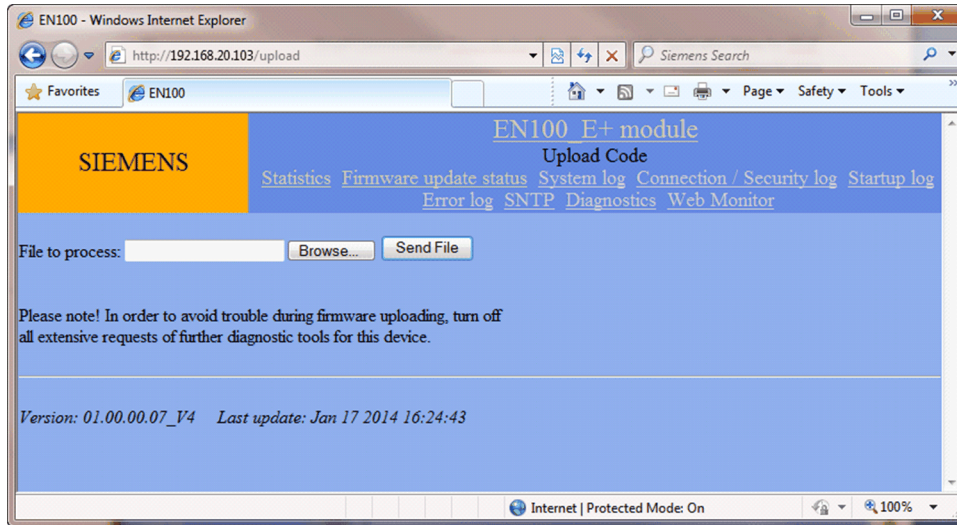 EN100 - Windows Internet Explorer
http://192.168.20.103/upload
Siemens Search
Favorites
EN100
Page
Safety
Tools
SIEMENS
EN100_E+ module
Upload Code
Statistics Firmware update status System log Connection / Security log Startup log
Error log SNTP Diagnostics Web Monitor
File to process: Browse... Send File
Please note! In order to avoid trouble during firmware uploading, turn off
all extensive requests of further diagnostic tools for this device.
Version: 01.00.00.07_V4 Last update: Jan 17 2014 16:24:43
Internet | Protected Mode: On
100%